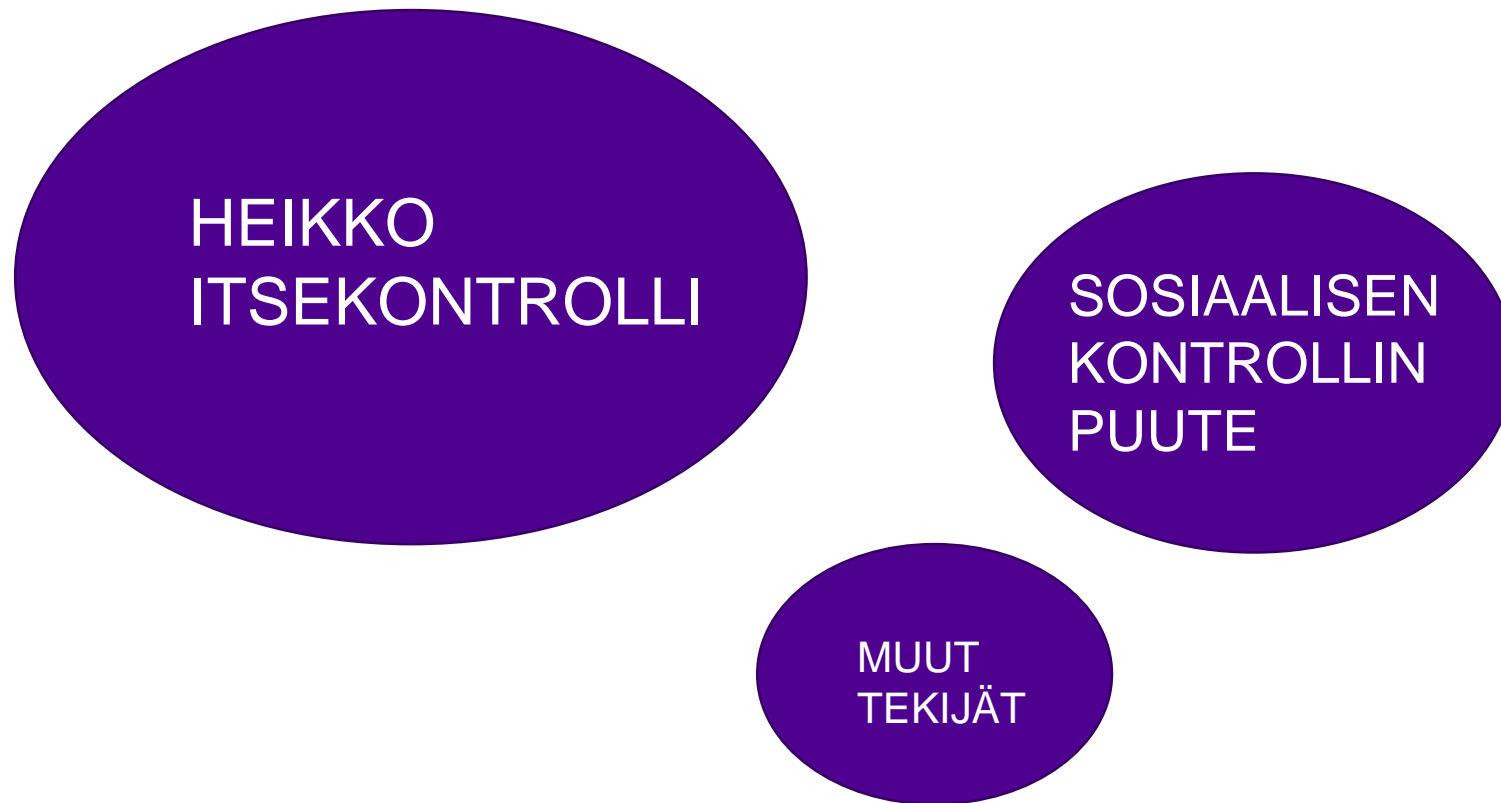 HEIKKO
ITSEKONTROLLI
SOSIAALISEN
KONTROLLIN
PUUTE
MUUT
TEKIJÄT